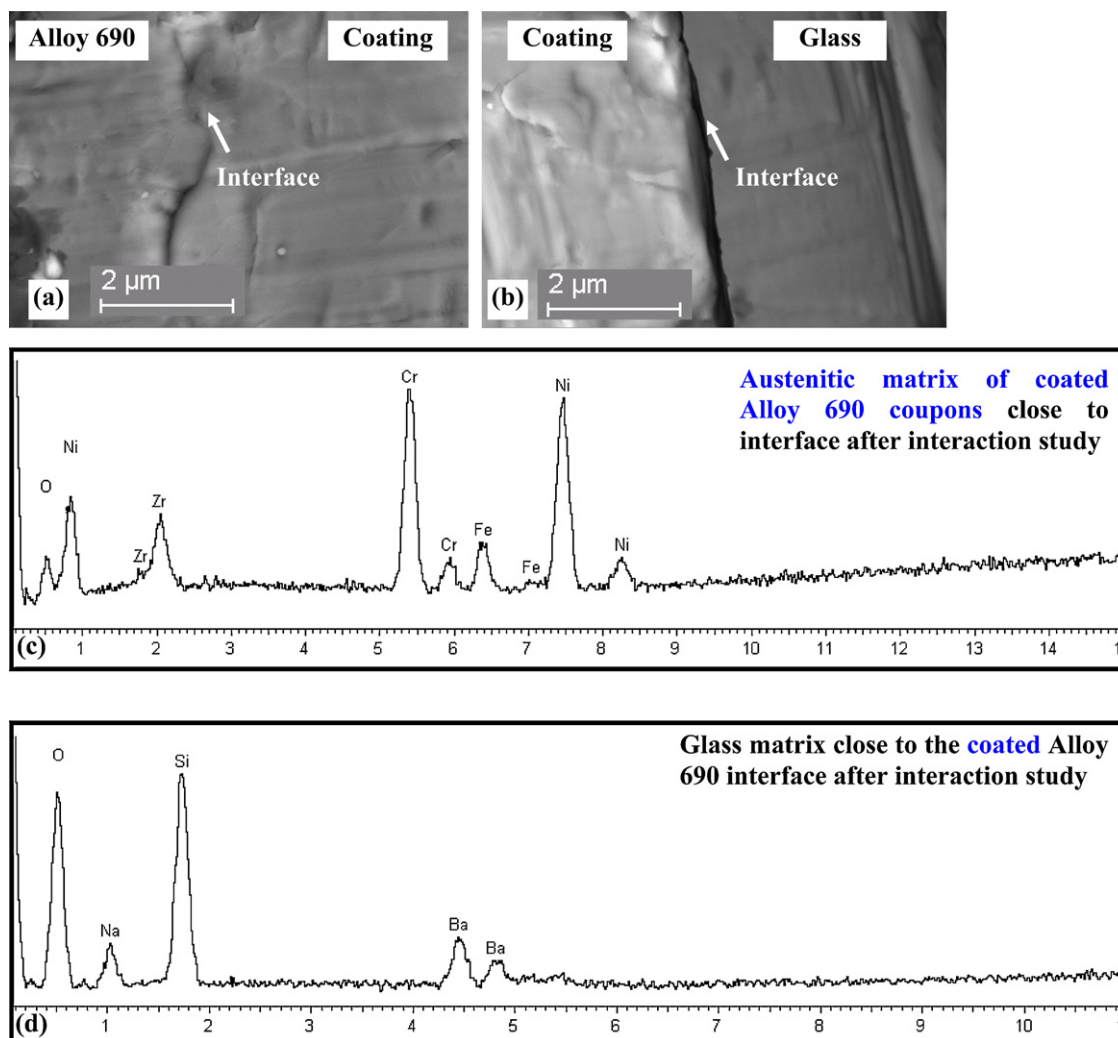 Alloy 690 Coating
Interface
2 µm
(a)
Coating Glass
Interface
2 µm
(b)
Austenitic matrix of coated
Alloy 690 coupons close to
interface after interaction study
O Ni Zr Zr Cr Cr Fe Fe Ni Ni
(c) 1 2 3 4 5 6 7 8 9 10 11 12 13 14 1
Glass matrix close to the coated Alloy
690 interface after interaction study
O Na Si Ba Ba
(d) 1 2 3 4 5 6 7 8 9 10